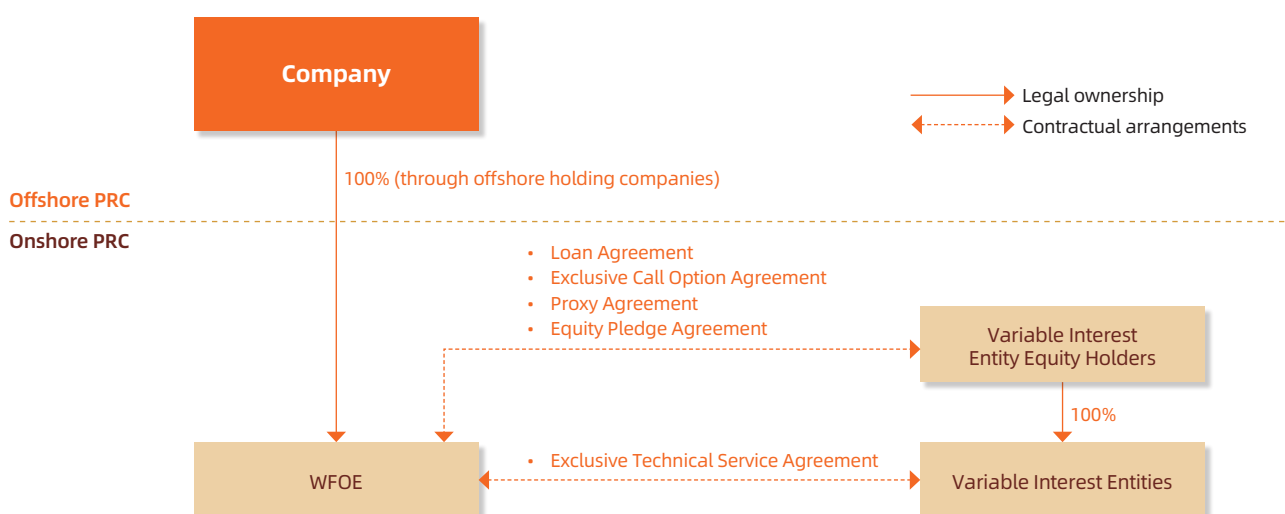 Company
Legal ownership
Contractual arrangements
100% (through offshore holding companies)
Offshore PRC
Onshore PRC
• Loan Agreement
• Exclusive Call Option Agreement
• Proxy Agreement
• Equity Pledge Agreement
Variable Interest
Entity Equity Holders
100%
WFOE
• Exclusive Technical Service Agreement
Variable Interest Entities